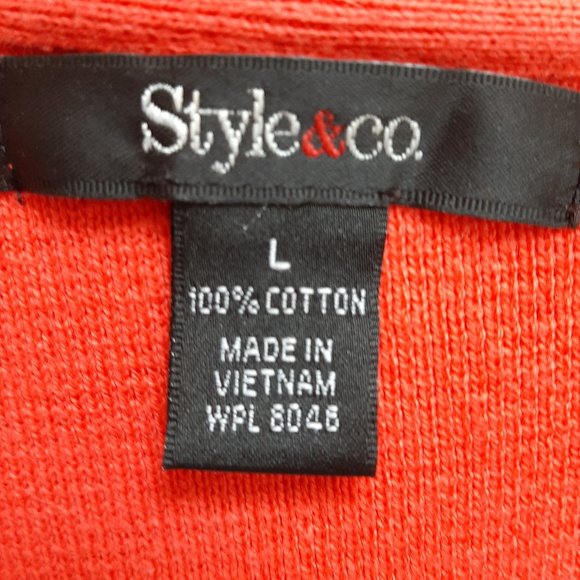 Style&co.
L
100% COTTON
MADE IN
VIETNAM
WPL 8046